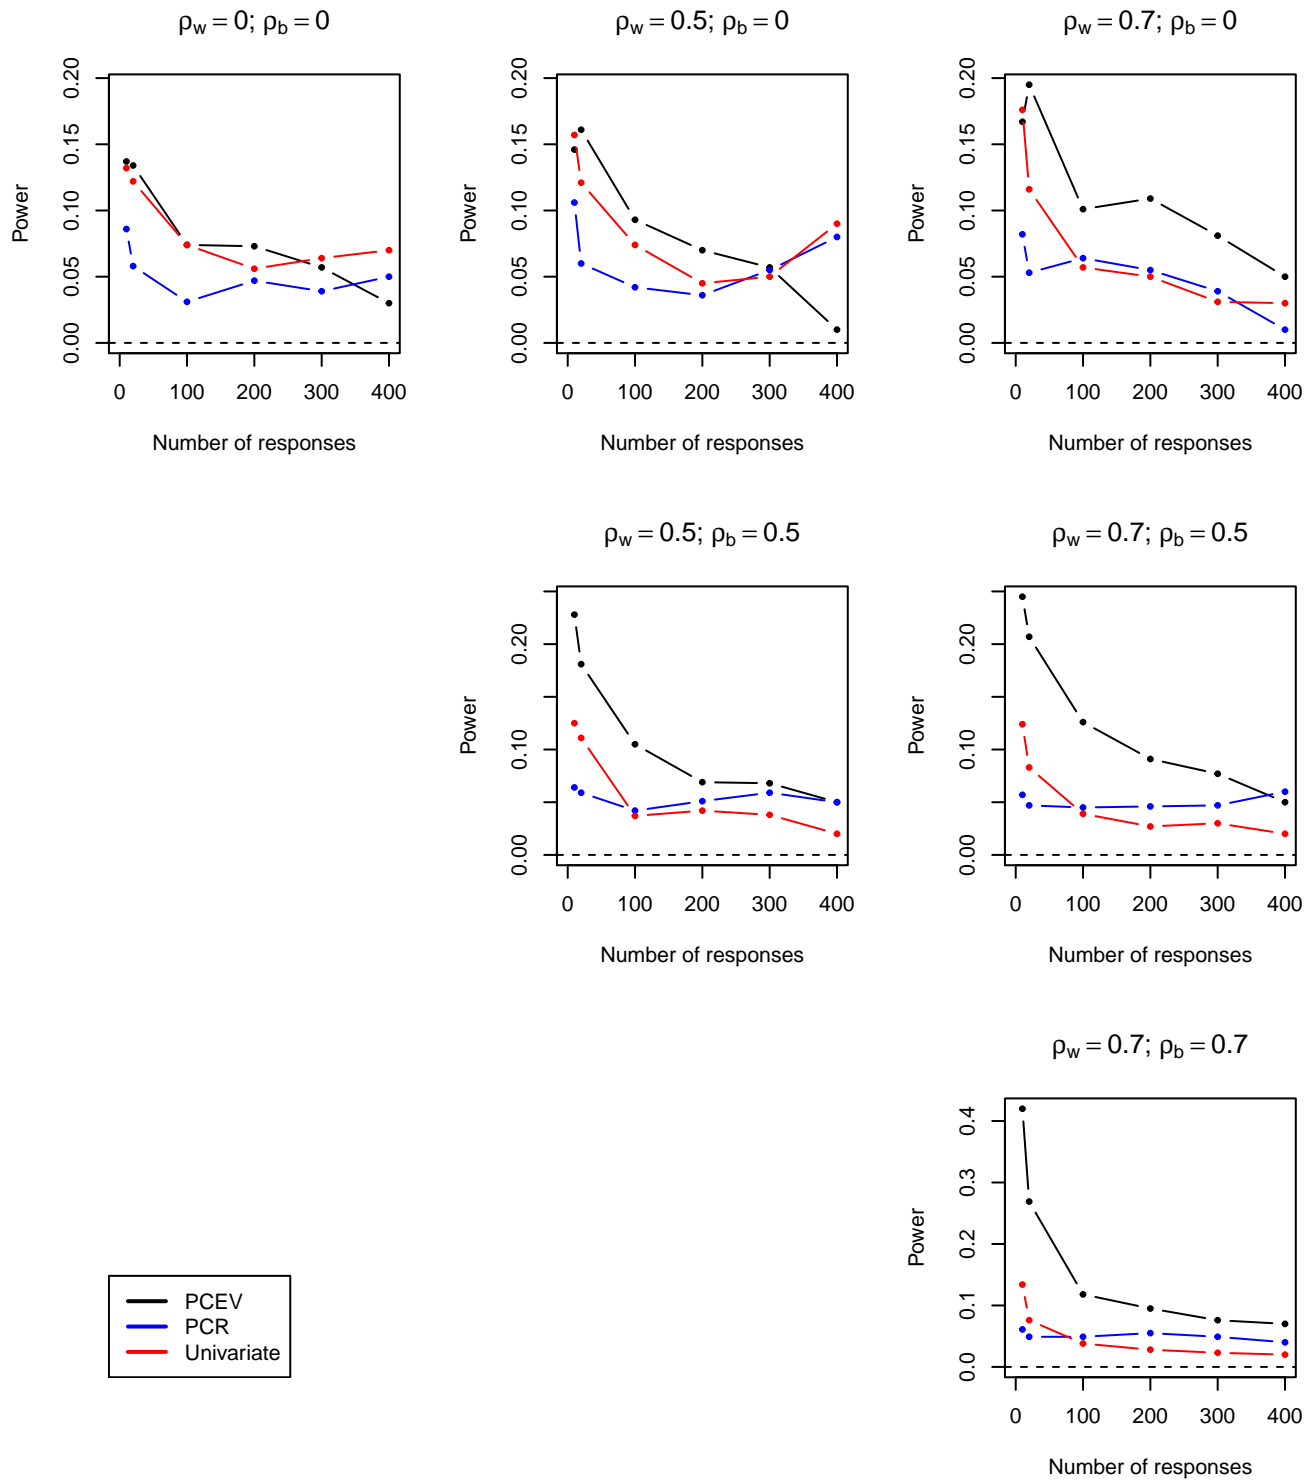 ρw = 0; ρb = 0
Power
0.00 0.05 0.10 0.15 0.20
0 100 200 300 400
Number of responses
ρw = 0.5; ρb = 0
Power
0.00 0.05 0.10 0.15 0.20
0 100 200 300 400
Number of responses
ρw = 0.7; ρb = 0
Power
0.00 0.05 0.10 0.15 0.20
0 100 200 300 400
Number of responses
ρw = 0.5; ρb = 0.5
Power
0.00 0.10 0.20
0 100 200 300 400
Number of responses
ρw = 0.7; ρb = 0.5
Power
0.00 0.10 0.20
0 100 200 300 400
Number of responses
ρw = 0.7; ρb = 0.7
Power
0.0 0.1 0.2 0.3 0.4
0 100 200 300 400
Number of responses
PCEV
PCR
Univariate